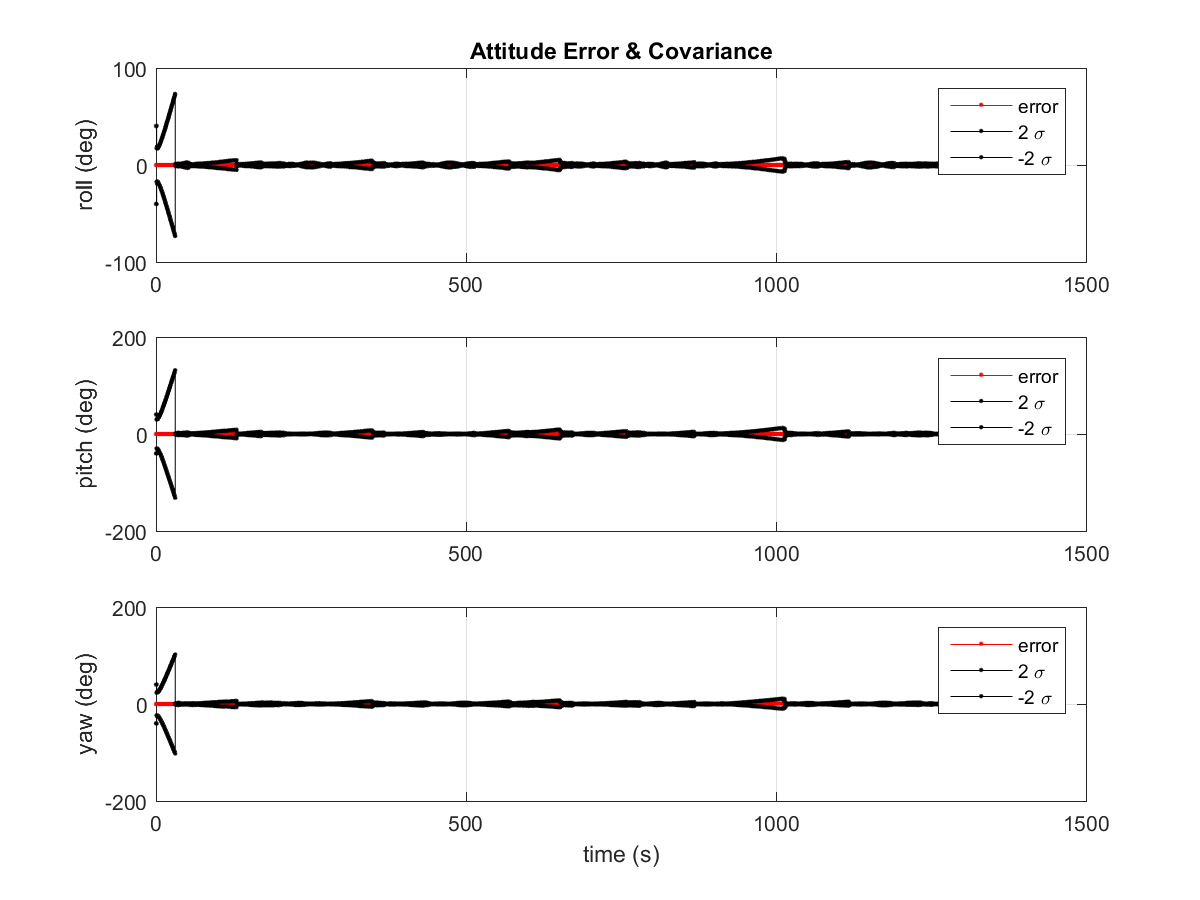 Attitude Error & Covariance
100
0
-100
roll (deg)
error
2 σ
-2 σ
0 500 1000 1500
200
0
-200
pitch (deg)
error
2 σ
-2 σ
0 500 1000 1500
200
0
-200
yaw (deg)
error
2 σ
-2 σ
0 500 1000 1500
time (s)